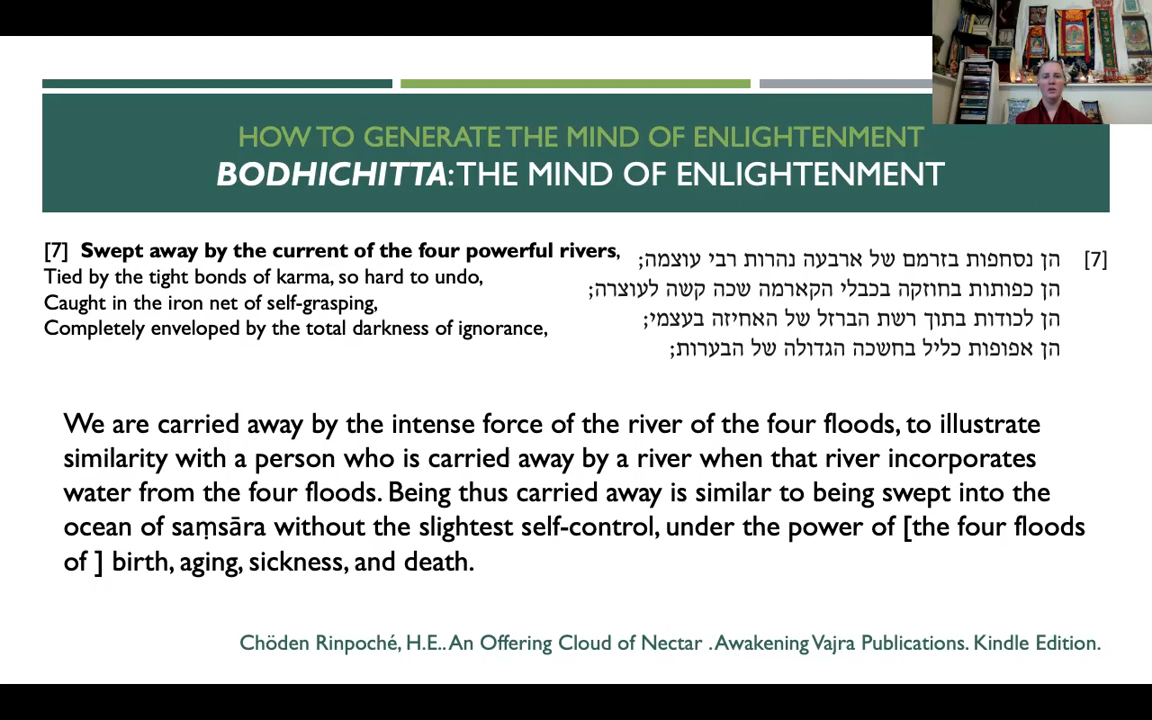 HOW TO GENERATE THE MIND OF ENLIGHTENMENT
BODHICHITTA: THE MIND OF ENLIGHTENMENT
[7] Swept away by the current of the four powerful rivers,
Tied by the tight bonds of karma, so hard to undo,
Caught in the iron net of self-grasping,
Completely enveloped by the total darkness of ignorance,
[7] הן נסחפות בזרמם של ארבעה נהרות רבי עוצמה;
הן כפותות בחוזקה בכבלי הקארמה שכה קשה לעוצרה;
הן לכודות בתוך רשת הברזל של האחיזה בעצמי;
הן אפופות כליל בחשכה הגדולה של הבערות;
We are carried away by the intense force of the river of the four floods, to illustrate
similarity with a person who is carried away by a river when that river incorporates
water from the four floods. Being thus carried away is similar to being swept into the
ocean of saṃsāra without the slightest self-control, under the power of [the four floods
of ] birth, aging, sickness, and death.
Chöden Rinpoché, H.E.. An Offering Cloud of Nectar . Awakening Vajra Publications. Kindle Edition.